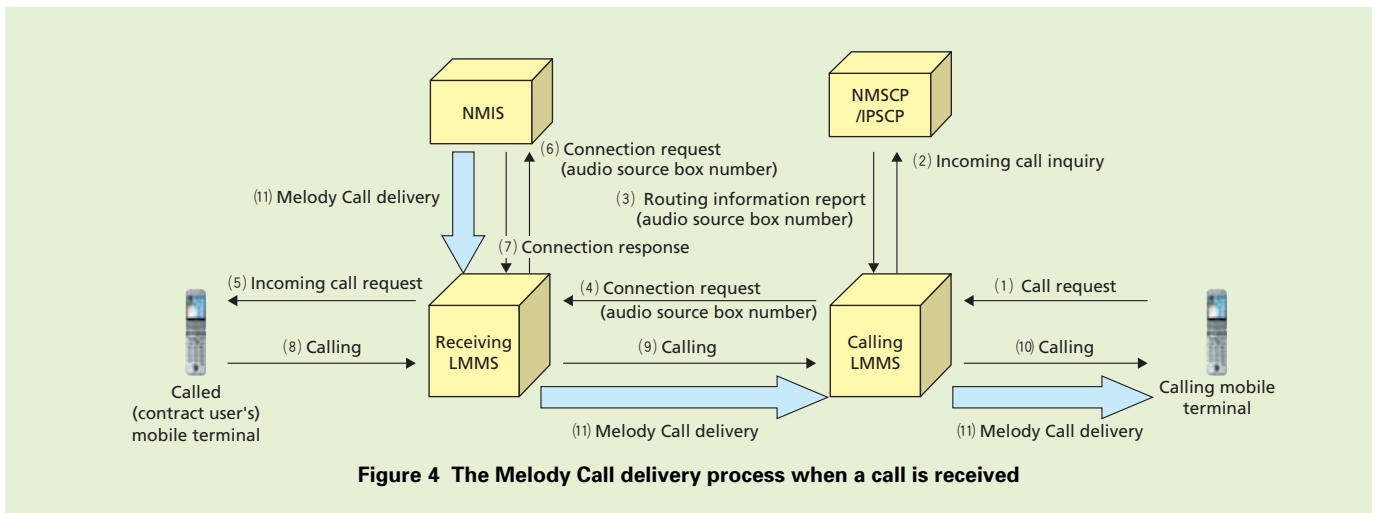 NMIS
NMSCP
/IPSCP
(6) Connection request
(audio source box number)
(2) Incoming call inquiry
(11) Melody Call delivery
(3) Routing information report
(audio source box number)
(7) Connection response
(5) Incoming call request
(4) Connection request
(audio source box number)
(1) Call request
Receiving
LMMS
Calling
LMMS
(8) Calling
(9) Calling
(10) Calling
Called
(contract user's)
mobile terminal
Calling mobile
terminal
(11) Melody Call delivery
(11) Melody Call delivery
Figure 4 The Melody Call delivery process when a call is received